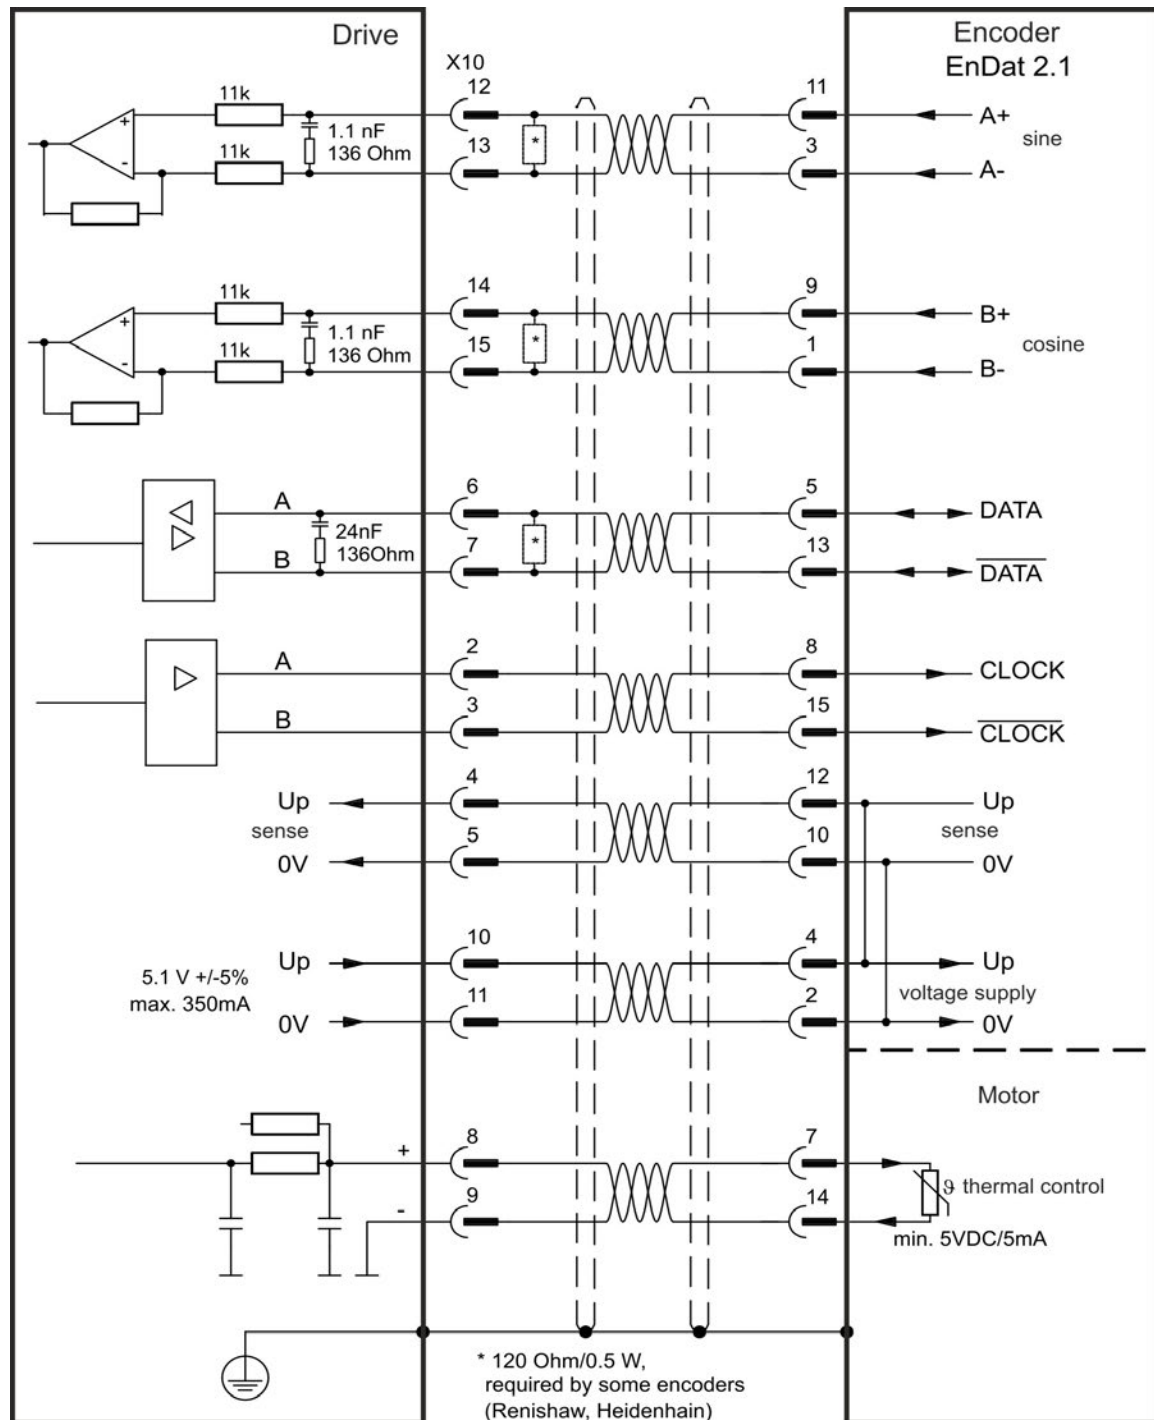 Drive
Encoder
EnDat 2.1
X10
11k
12
11
A+
1.1 nF
136 Ohm
+
*
sine
11k
13
3
A-
-
11k
14
9
B+
1.1 nF
136 Ohm
+
*
cosine
11k
15
1
B-
-
A
6
5
DATA
24nF
136Ohm
*
B
7
13
DATA
A
2
8
CLOCK
B
3
15
CLOCK
Up
4
12
Up
sense
sense
0V
5
10
0V
Up
10
4
Up
5.1 V +/-5%
max. 350mA
voltage supply
0V
11
2
0V
Motor
+
8
7
ϑ thermal control
-
9
14
min. 5VDC/5mA
* 120 Ohm/0.5 W,
required by some encoders
(Renishaw, Heidenhain)